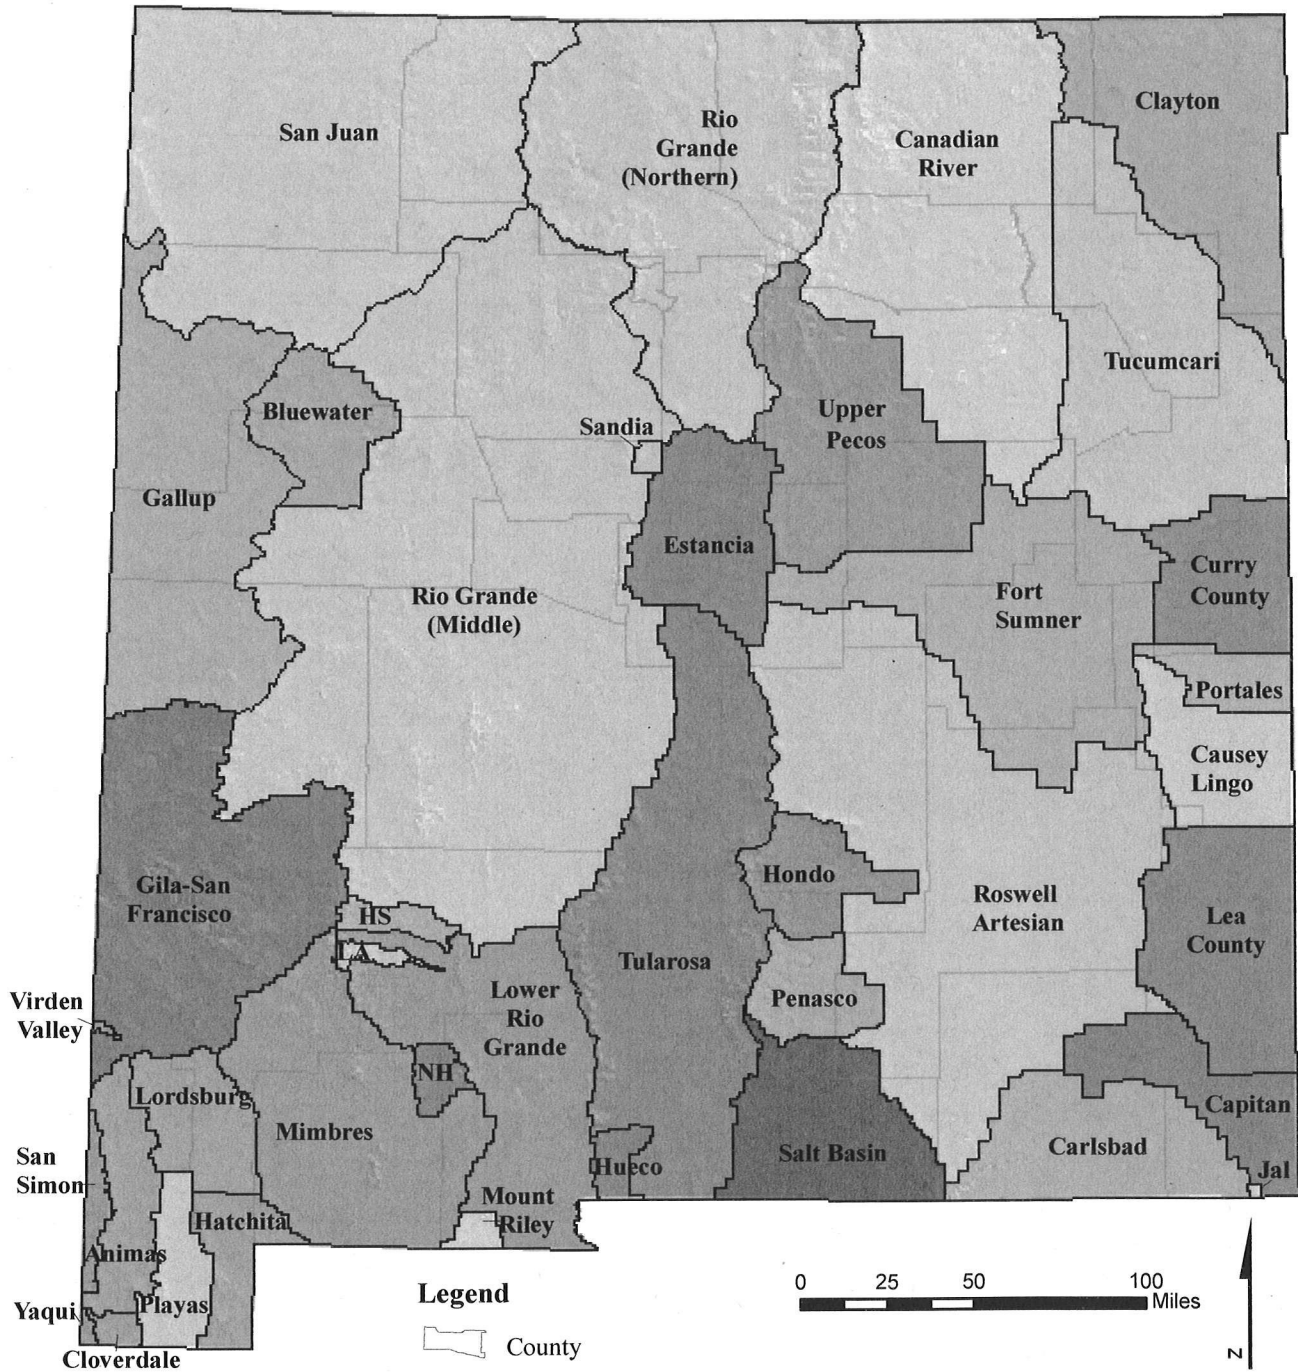 San Juan
Rio
Grande
(Northern)
Canadian
River
Clayton
Tucumcari
Bluewater
Sandia
Upper
Pecos
Gallup
Estancia
Rio Grande
(Middle)
Fort
Sumner
Curry
County
Portales
Causey
Lingo
Gila-San
Francisco
HS
LA
Hondo
Roswell
Artesian
Lea
County
Tularosa
Penasco
Lower
Rio
Grande
Virden
Valley
NH
Lordsburg
Mimbres
Capitan
Carlsbad
Salt Basin
Hueco
Jal
San
Simon
Mount
Riley
Hatchita
Animas
Playas
Yaqui
Cloverdale
Legend
County
0 25 50 100
Miles
N